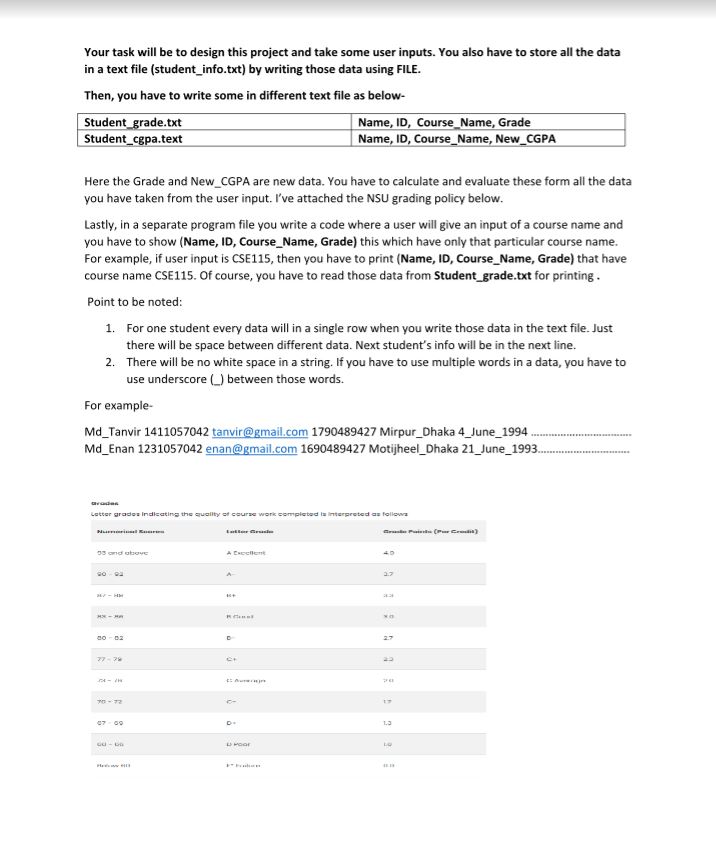 Your task will be to design this project and take some user inputs. You also have to store all the data
in a text file (student_info.txt) by writing those data using FILE.
Then, you have to write some in different text file as below-
Student_grade.txt Name, ID, Course_Name, Grade
Student_cgpa.text Name, ID, Course_Name, New_CGPA
Here the Grade and New_CGPA are new data. You have to calculate and evaluate these form all the data
you have taken from the user input. I've attached the NSU grading policy below.
Lastly, in a separate program file you write a code where a user will give an input of a course name and
you have to show (Name, ID, Course_Name, Grade) this which have only that particular course name.
For example, if user input is CSE115, then you have to print (Name, ID, Course_Name, Grade) that have
course name CSE115. Of course, you have to read those data from Student_grade.txt for printing .
Point to be noted:
1. For one student every data will in a single row when you write those data in the text file. Just
there will be space between different data. Next student's info will be in the next line.
2. There will be no white space in a string. If you have to use multiple words in a data, you have to
use underscore (_) between those words.
For example-
Md_Tanvir 1411057042 tanvir@gmail.com 1790489427 Mirpur_Dhaka 4_June_1994 ................................
Md_Enan 1231057042 enan@gmail.com 1690489427 Motijheel_Dhaka 21_June_1993..............................
Grades
Letter grades indicating the quality of course work completed is interpreted as follows
Numerical Scores Letter Grade Grade Points (Per Credit)
93 and above A Excellent 4.0
90 - 92 A- 3.7
87 - 89 B+ 3.3
83 - 86 B Good 3.0
80 - 82 B- 2.7
77 - 79 C+ 2.3
73 - 76 C Average 2.0
70 - 72 C- 1.7
67 - 69 D+ 1.3
60 - 66 D Poor 1.0
Below 60 F* Failure 0.0